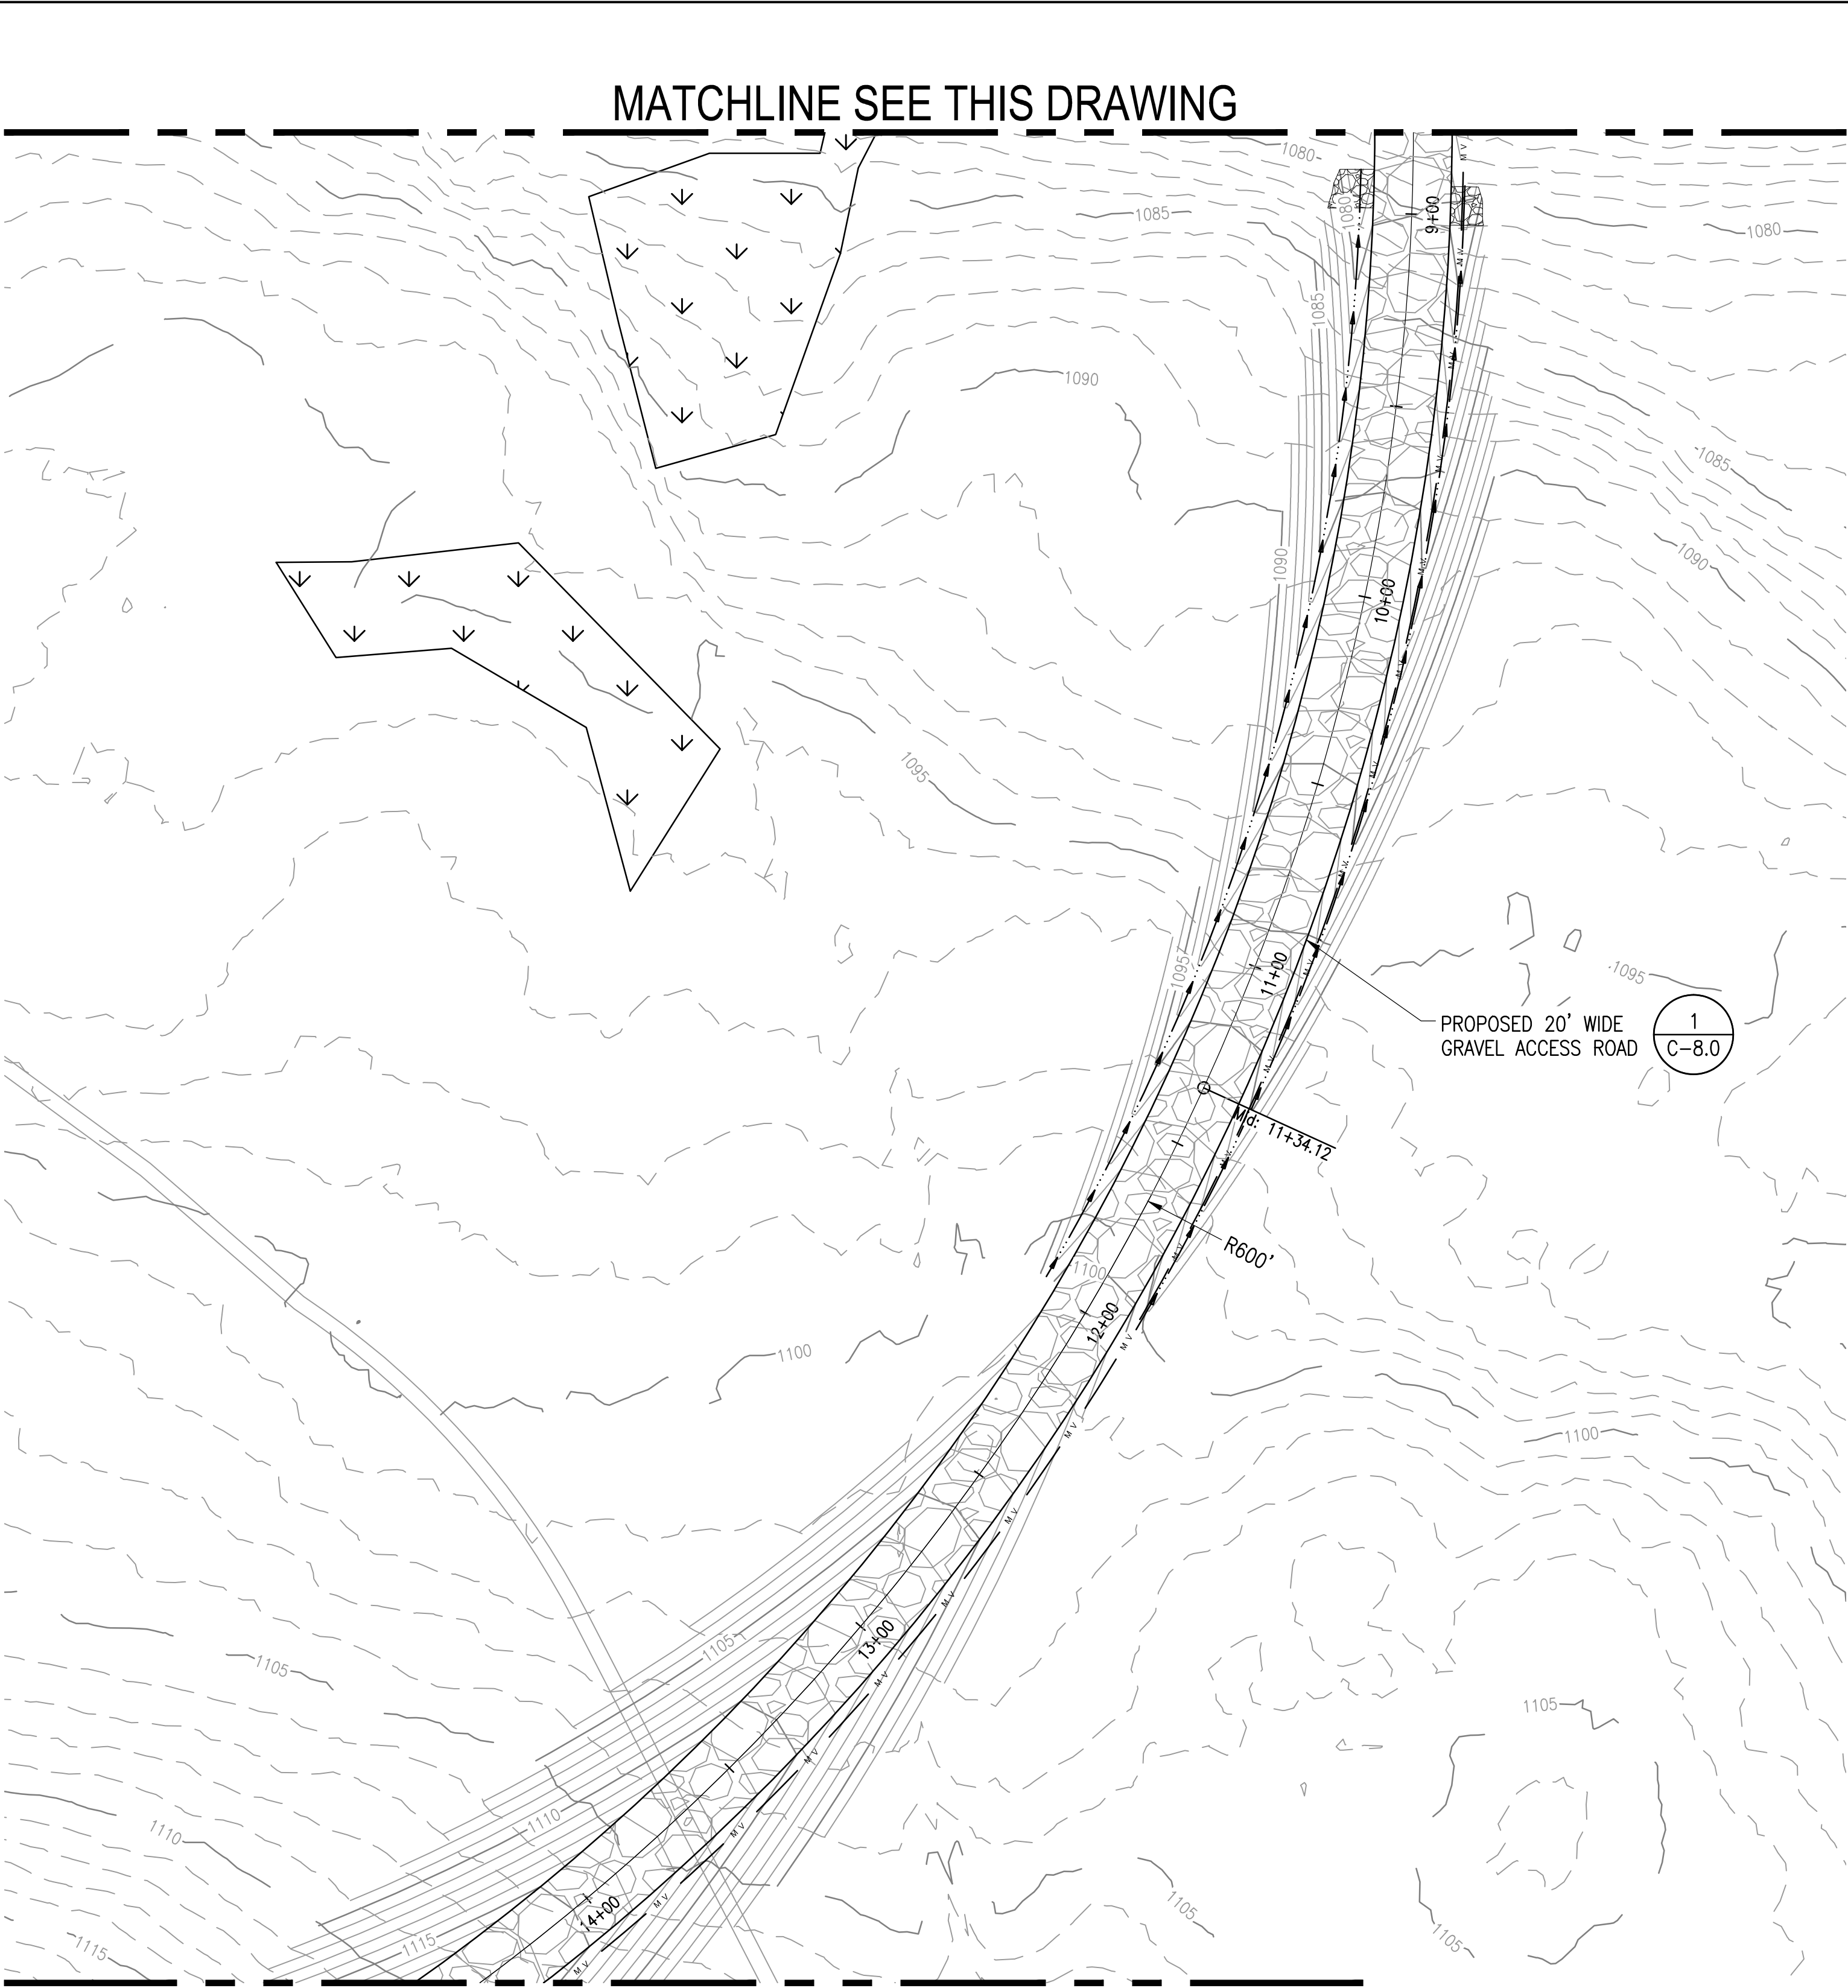 MATCHLINE SEE THIS DRAWING
1080
1080
9+00
M V
1085
1080
M V
1085
M V
1090
M V
1085
1090
1090
M V
10+00
M V
1095
M V
M V
1095
11+00
M V
1095
PROPOSED 20' WIDE
GRAVEL ACCESS ROAD
1
C-8.0
M V
Mid: 11+34.12
M V
R600'
M V
1100
12+00
M V
1100
M V
1100
M V
M V
13+00
1105
1105
M V
1105
M V
1110
1110
M V
M V
14+00
1105
1105
1115
1115
M V